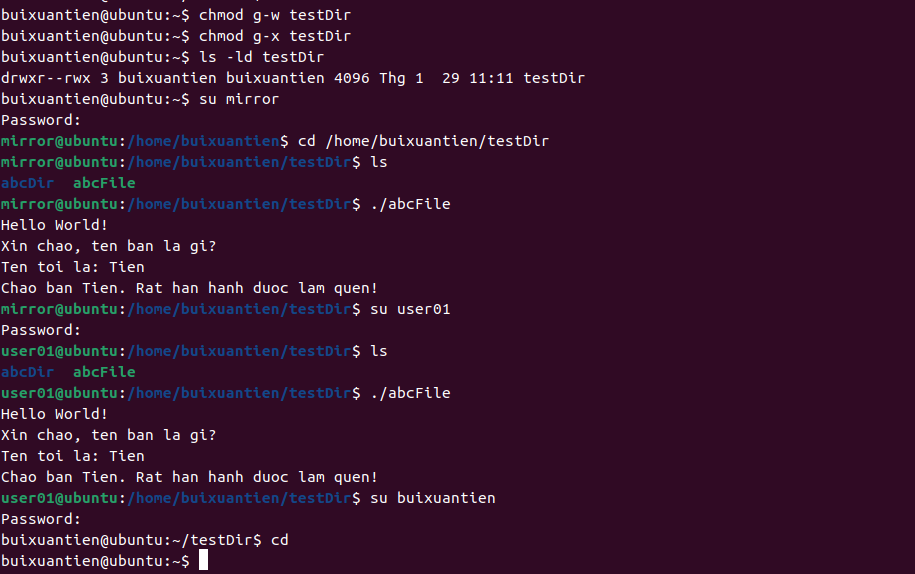 buixuantien@ubuntu:~$ chmod g-w testDir
buixuantien@ubuntu:~$ chmod g-x testDir
buixuantien@ubuntu:~$ ls -ld testDir
drwxr--rwx 3 buixuantien buixuantien 4096 Thg 1  29 11:11 testDir
buixuantien@ubuntu:~$ su mirror
Password:
mirror@ubuntu:/home/buixuantien$ cd /home/buixuantien/testDir
mirror@ubuntu:/home/buixuantien/testDir$ ls
abcDir  abcFile
mirror@ubuntu:/home/buixuantien/testDir$ ./abcFile
Hello World!
Xin chao, ten ban la gi?
Ten toi la: Tien
Chao ban Tien. Rat han hanh duoc lam quen!
mirror@ubuntu:/home/buixuantien/testDir$ su user01
Password:
user01@ubuntu:/home/buixuantien/testDir$ ls
abcDir  abcFile
user01@ubuntu:/home/buixuantien/testDir$ ./abcFile
Hello World!
Xin chao, ten ban la gi?
Ten toi la: Tien
Chao ban Tien. Rat han hanh duoc lam quen!
user01@ubuntu:/home/buixuantien/testDir$ su buixuantien
Password:
buixuantien@ubuntu:~/testDir$ cd
buixuantien@ubuntu:~$